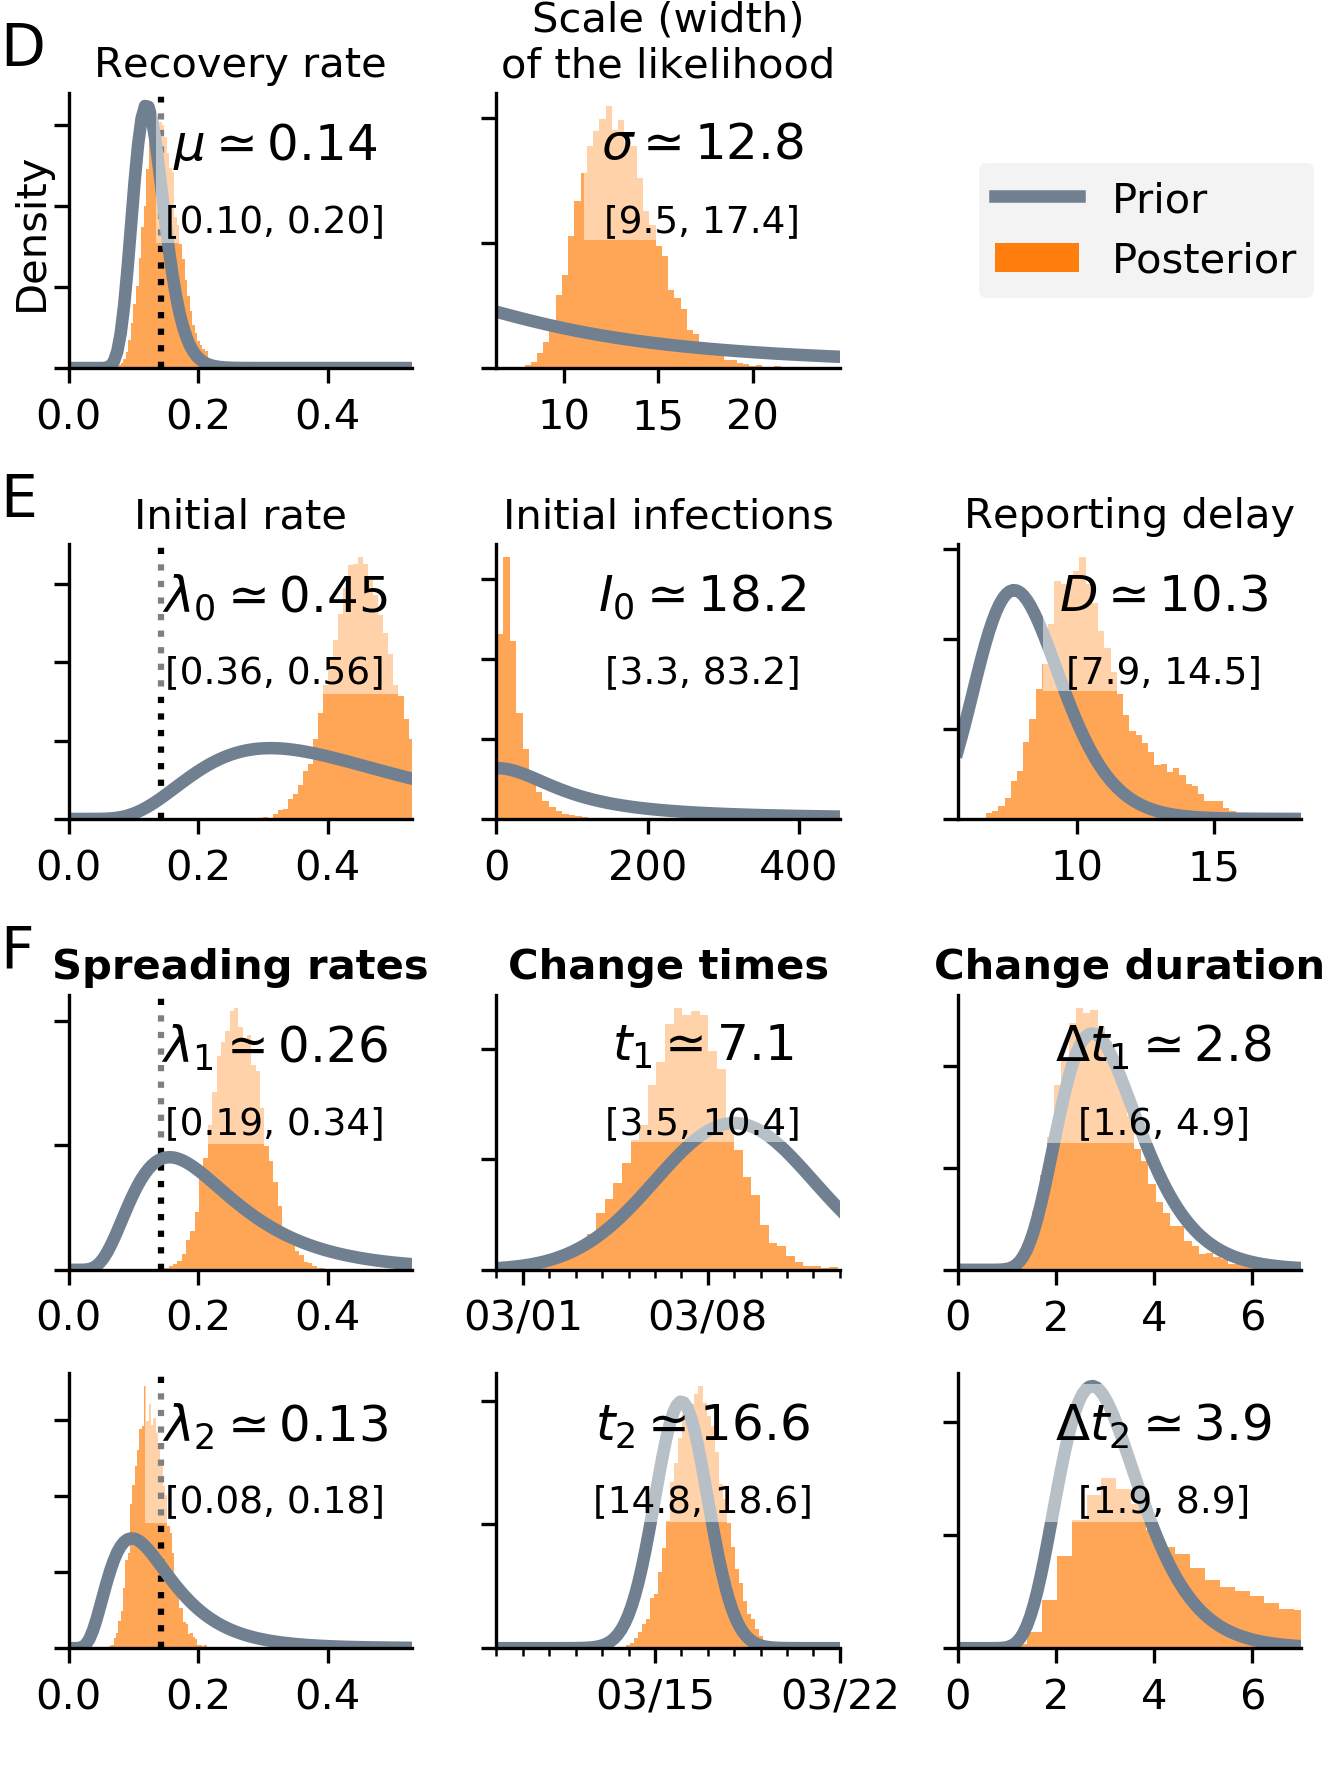 D
Recovery rate
Scale (width)
of the likelihood
Density
μ ≃ 0.14
[0.10, 0.20]
0.0 0.2 0.4
σ ≃ 12.8
[9.5, 17.4]
10 15 20
Prior
Posterior
E
Initial rate
λ₀ ≃ 0.45
[0.36, 0.56]
0.0 0.2 0.4
Initial infections
I₀ ≃ 18.2
[3.3, 83.2]
0 200 400
Reporting delay
D ≃ 10.3
[7.9, 14.5]
10 15
F
Spreading rates
λ₁ ≃ 0.26
[0.19, 0.34]
0.0 0.2 0.4
Change times
t₁ ≃ 7.1
[3.5, 10.4]
03/01 03/08
Change duration
Δt₁ ≃ 2.8
[1.6, 4.9]
0 2 4 6
λ₂ ≃ 0.13
[0.08, 0.18]
0.0 0.2 0.4
t₂ ≃ 16.6
[14.8, 18.6]
03/15 03/22
Δt₂ ≃ 3.9
[1.9, 8.9]
0 2 4 6